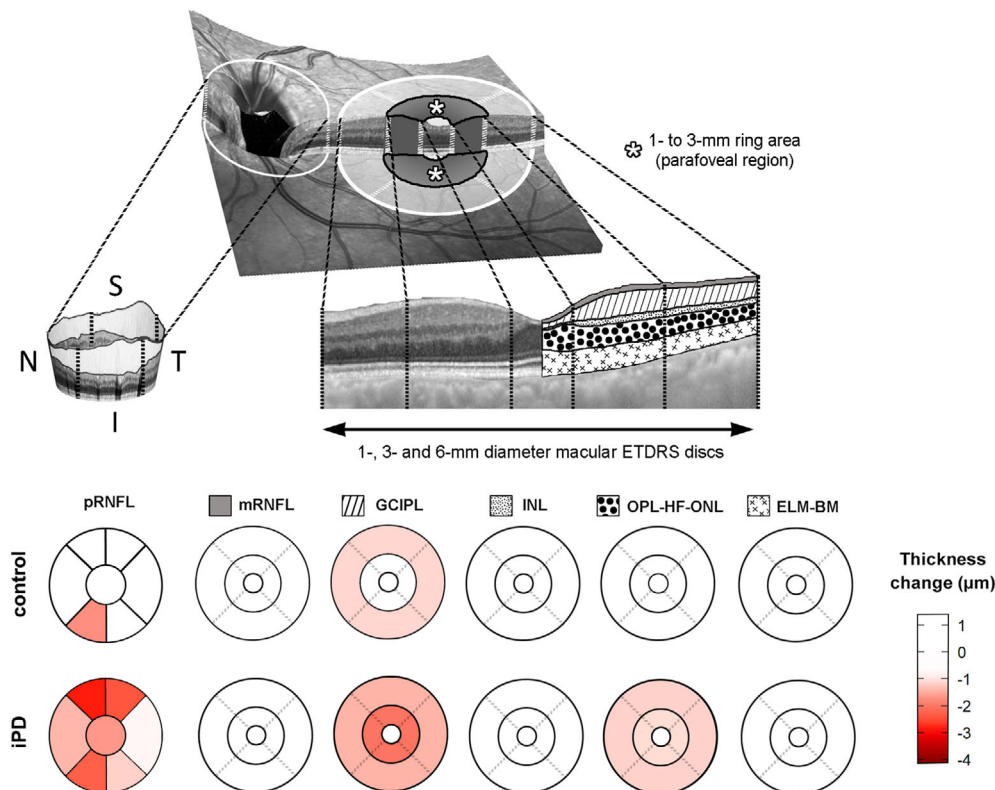 * 1- to 3-mm ring area
(parafoveal region)
* *
S
N T
I
1-, 3- and 6-mm diameter macular ETDRS discs
pRNFL mRNFL GCIPL INL OPL-HF-ONL ELM-BM
control
iPD
Thickness
change (μm)
1
0
-1
-2
-3
-4